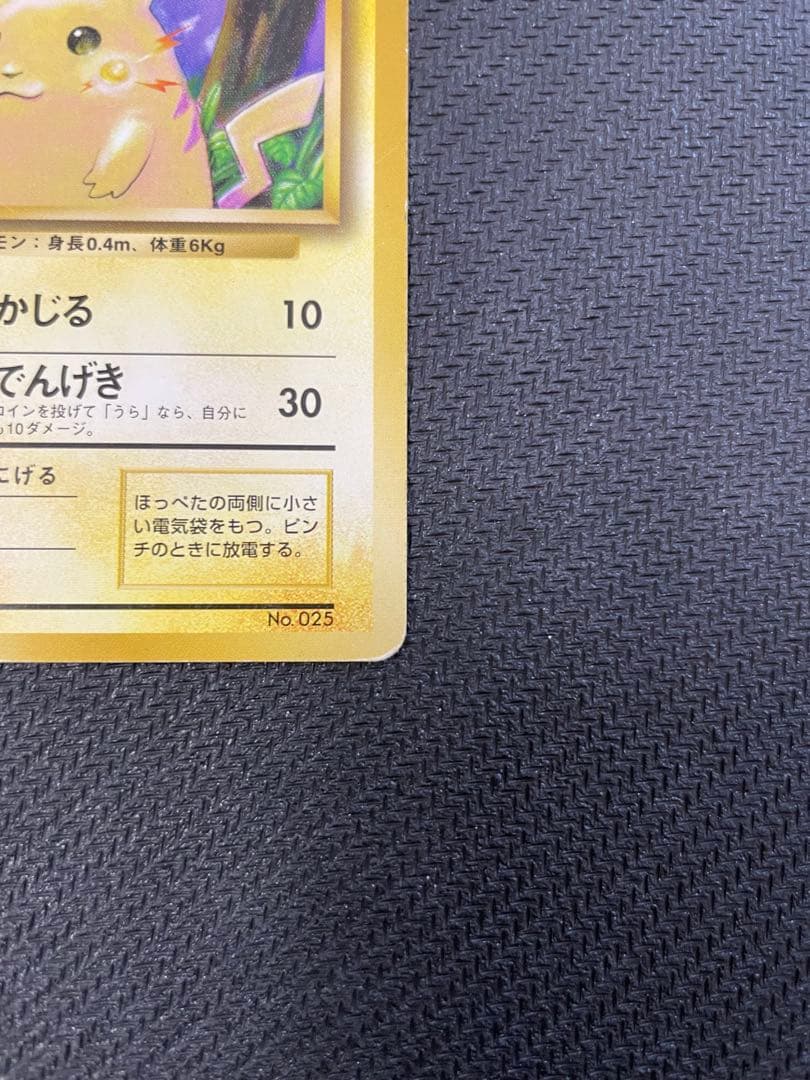 モン：身長0.4m、体重6Kg
かじる 10
でんげき 30
コインを投げて「うら」なら、自分に
も10ダメージ。
にげる
ほっぺたの両側に小さ
い電気袋をもつ。ピン
チのときに放電する。
No. 025